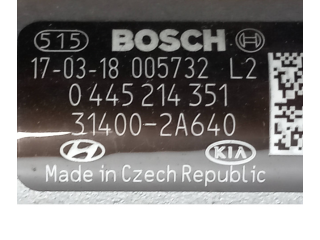 515 BOSCH
17-03-18 005732 L2
0 445 214 351
31400-2A640
KIA
Made in Czech Republic